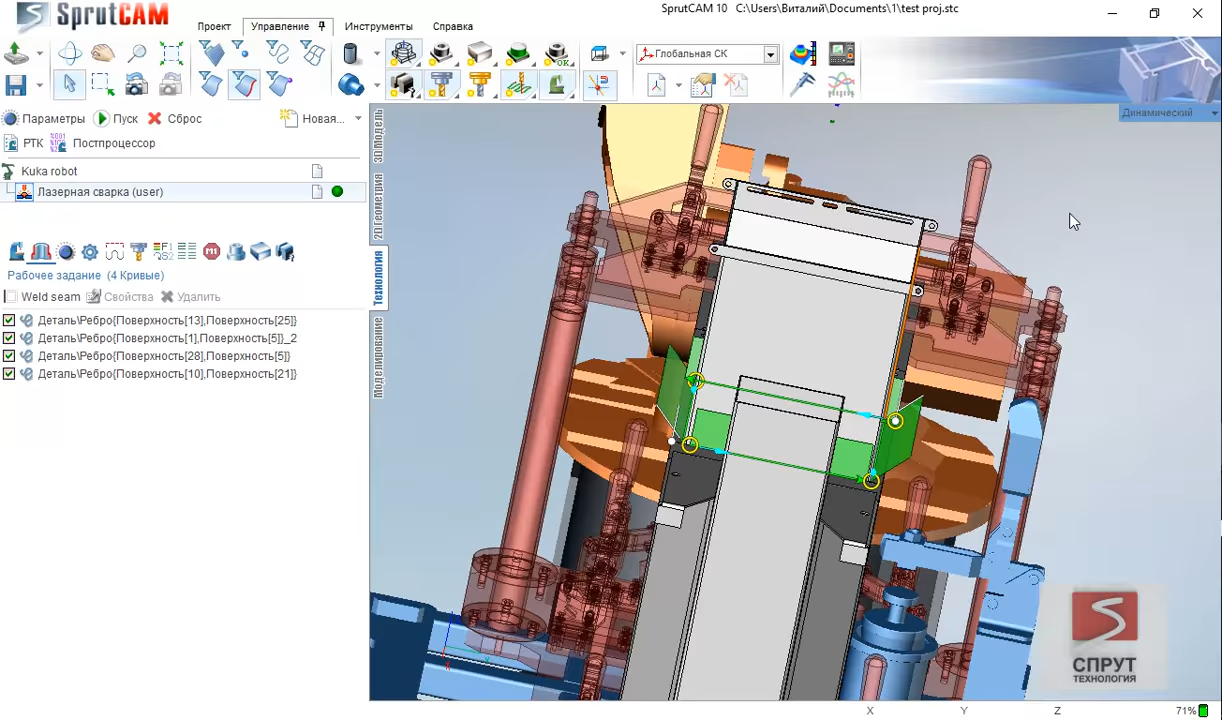 SprutCAM
SprutCAM 10 C:\Users\Виталий\Documents\1\test proj.stc
Проект Управление Инструменты Справка
Глобальная СК
Параметры Пуск Сброс Новая...
РТК Постпроцессор
Kuka robot
Лазерная сварка (user)
Рабочее задание (4 Кривые)
Weld seam Свойства Удалить
Деталь\Ребро{Поверхность[13],Поверхность[25]}
Деталь\Ребро{Поверхность[1],Поверхность[5]}_2
Деталь\Ребро{Поверхность[28],Поверхность[5]}
Деталь\Ребро{Поверхность[10],Поверхность[21]}
3D Модель
2D Геометрия
Технология
Моделирование
Динамический
СПРУТ
ТЕХНОЛОГИЯ
X Y Z 71%